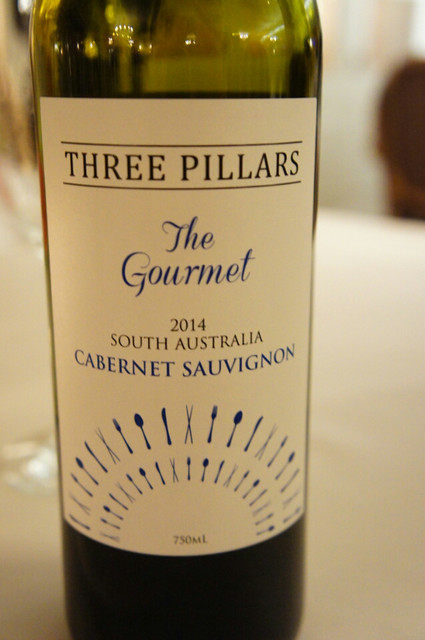 THREE PILLARS
The
Gourmet
2014
SOUTH AUSTRALIA
CABERNET SAUVIGNON
750ML